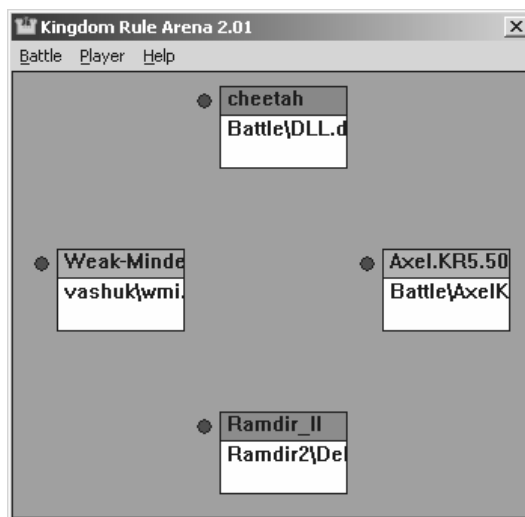 Kingdom Rule Arena 2.01
Battle Player Help
cheetah
Battle\DLL.d
Weak-Minde
vashuk\wmi.
Axel.KR5.50
Battle\AxelK
Ramdir_II
Ramdir2\Del